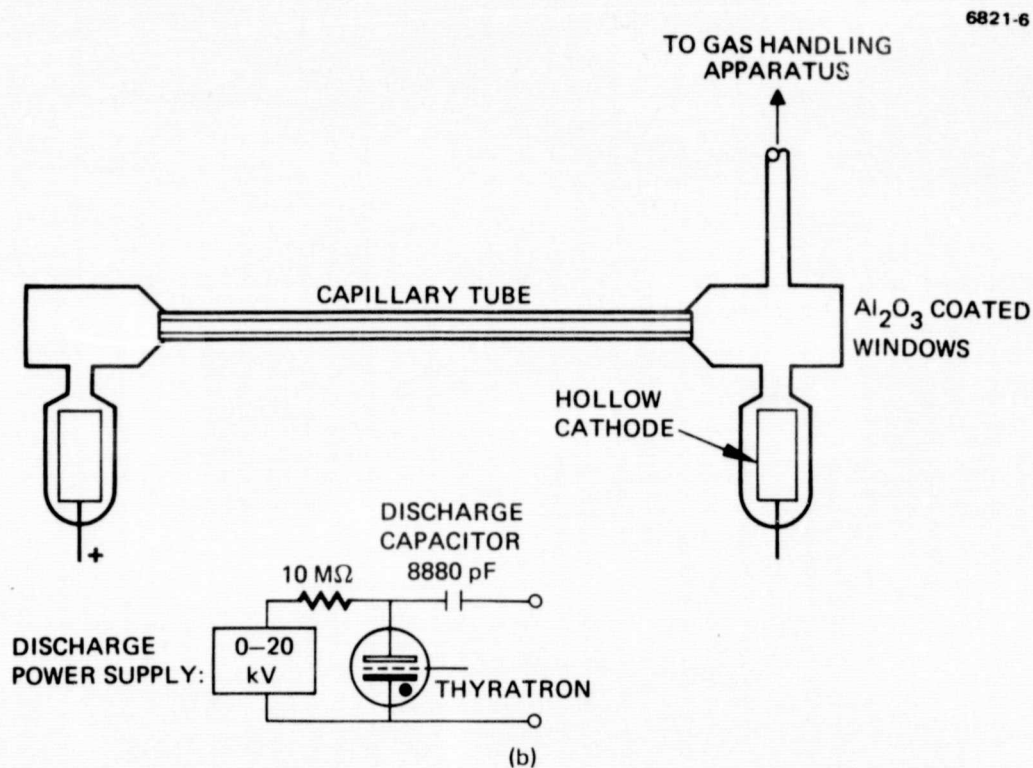 6821-6
TO GAS HANDLING
APPARATUS
CAPILLARY TUBE
Al₂O₃ COATED
WINDOWS
HOLLOW
CATHODE
+
DISCHARGE
CAPACITOR
8880 pF
10 MΩ
DISCHARGE
POWER SUPPLY:
0–20
kV
THYRATRON
(b)